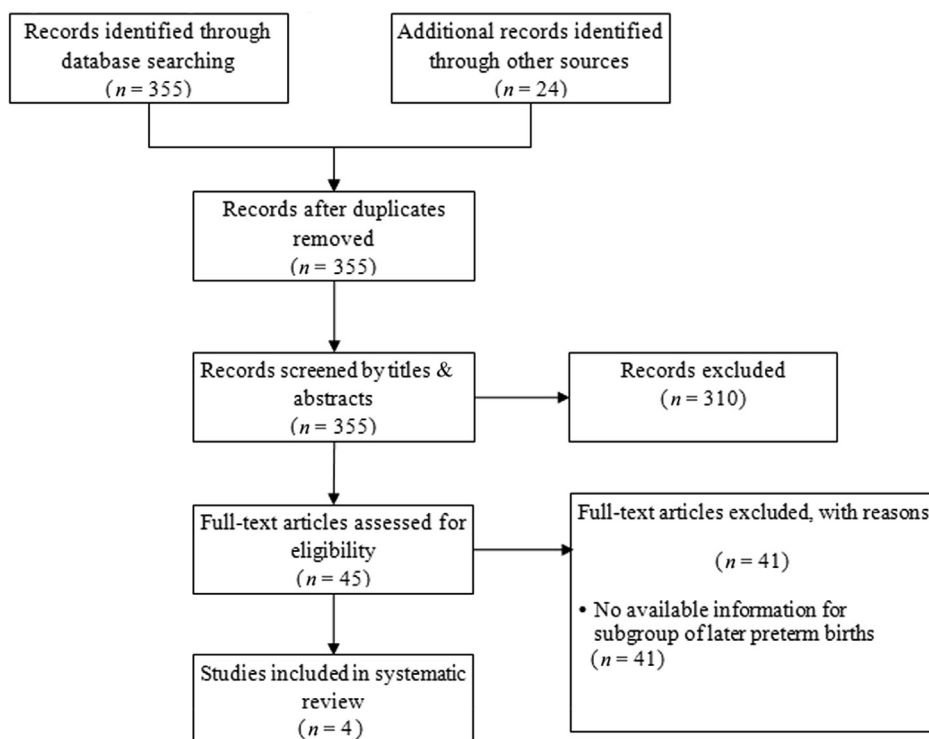 Records identified through
database searching
(n = 355)
Additional records identified
through other sources
(n = 24)
Records after duplicates
removed
(n = 355)
Records screened by titles &
abstracts
(n = 355)
Records excluded
(n = 310)
Full-text articles assessed for
eligibility
(n = 45)
Full-text articles excluded, with reasons
(n = 41)
• No available information for
subgroup of later preterm births
(n = 41)
Studies included in systematic
review
(n = 4)